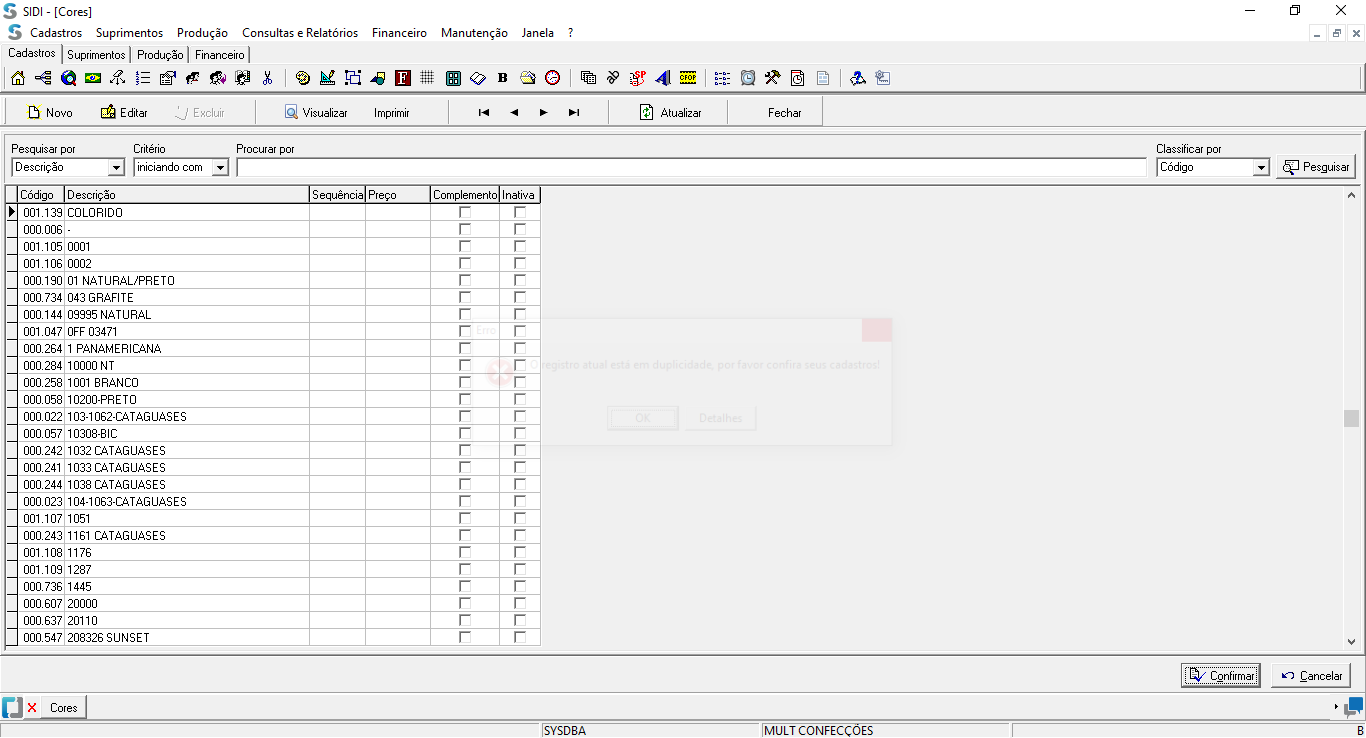 SIDI - [Cores]
Cadastros Suprimentos Produção Consultas e Relatórios Financeiro Manutenção Janela ?
Cadastros Suprimentos Produção Financeiro
F B SP CFOP
Novo Editar Excluir Visualizar Imprimir Atualizar Fechar
Pesquisar por Critério Procurar por Classificar por
Descrição iniciando com Código Pesquisar
Código Descrição Sequência Preço Complemento Inativa
001.139 COLORIDO
000.006 -
001.105 0001
001.106 0002
000.190 01 NATURAL/PRETO
000.734 043 GRAFITE
000.144 09995 NATURAL
001.047 0FF 03471
Erro
000.264 1 PANAMERICANA
000.284 10000 NT
O registro atual está em duplicidade, por favor confira seus cadastros!
000.258 1001 BRANCO
000.058 10200-PRETO
000.022 103-1062-CATAGUASES
OK Detalhes
000.057 10308-BIC
000.242 1032 CATAGUASES
000.241 1033 CATAGUASES
000.244 1038 CATAGUASES
000.023 104-1063-CATAGUASES
001.107 1051
000.243 1161 CATAGUASES
001.108 1176
001.109 1287
000.736 1445
000.607 20000
000.637 20110
000.547 208326 SUNSET
Confirmar Cancelar
Cores
SYSDBA MULT CONFECÇÕES B